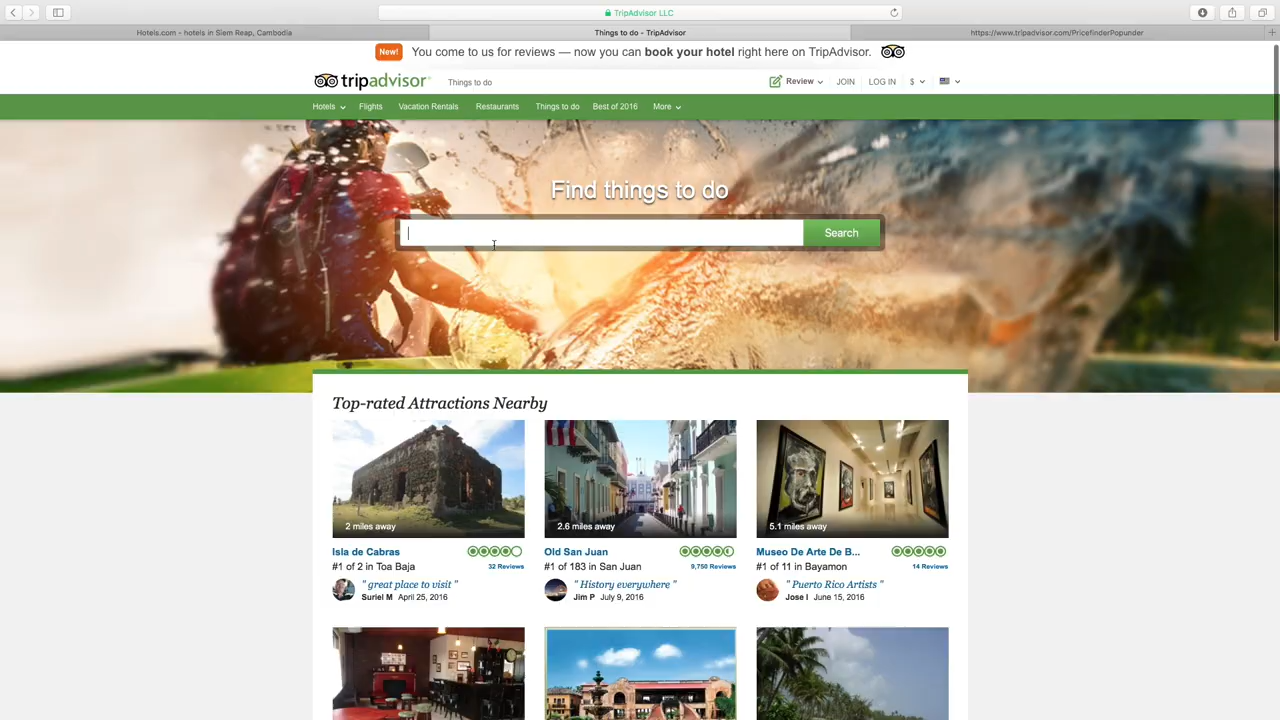 TripAdvisor LLC
Hotels.com - hotels in Siem Reap, Cambodia
Things to do - TripAdvisor
https://www.tripadvisor.com/PricefinderPopunder
New! You come to us for reviews — now you can book your hotel right here on TripAdvisor.
tripadvisor Things to do Review JOIN LOG IN $
Hotels Flights Vacation Rentals Restaurants Things to do Best of 2016 More
Find things to do
Search
Top-rated Attractions Nearby
2 miles away
2.6 miles away
5.1 miles away
Isla de Cabras
Old San Juan
Museo De Arte De B...
#1 of 2 in Toa Baja 32 Reviews
#1 of 183 in San Juan 9,750 Reviews
#1 of 11 in Bayamon 14 Reviews
" great place to visit "
" History everywhere "
" Puerto Rico Artists "
Suriel M April 25, 2016
Jim P July 9, 2016
Jose I June 15, 2016